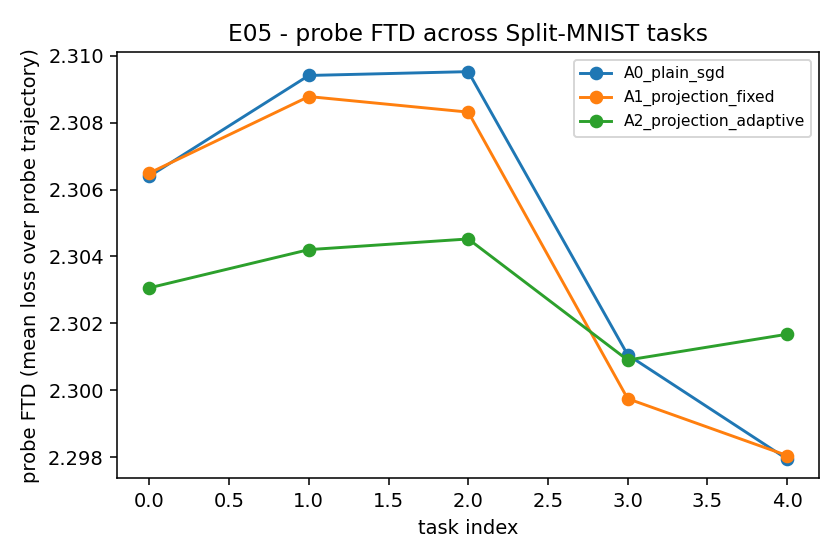 E05 - probe FTD across Split-MNIST tasks
A0_plain_sgd
A1_projection_fixed
A2_projection_adaptive
probe FTD (mean loss over probe trajectory)
2.310
2.308
2.306
2.304
2.302
2.300
2.298
0.0 0.5 1.0 1.5 2.0 2.5 3.0 3.5 4.0
task index